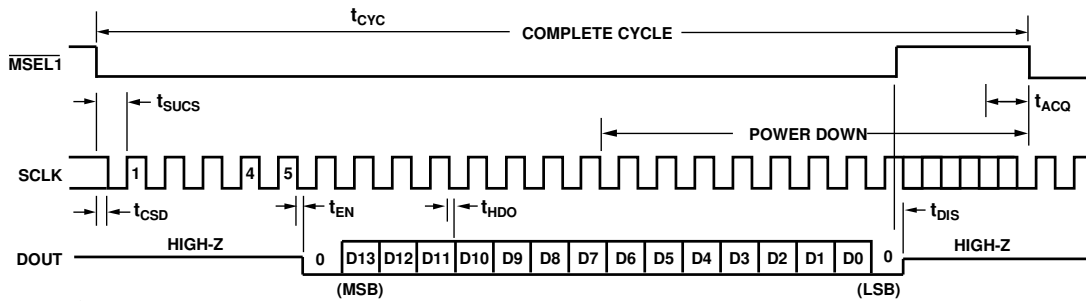 tCYC
COMPLETE CYCLE
MSEL1
tSUCS
tACQ
POWER DOWN
SCLK
1
4
5
tCSD
tEN
tHDO
tDIS
HIGH-Z
HIGH-Z
DOUT
0 D13 D12 D11 D10 D9 D8 D7 D6 D5 D4 D3 D2 D1 D0 0
(MSB)
(LSB)